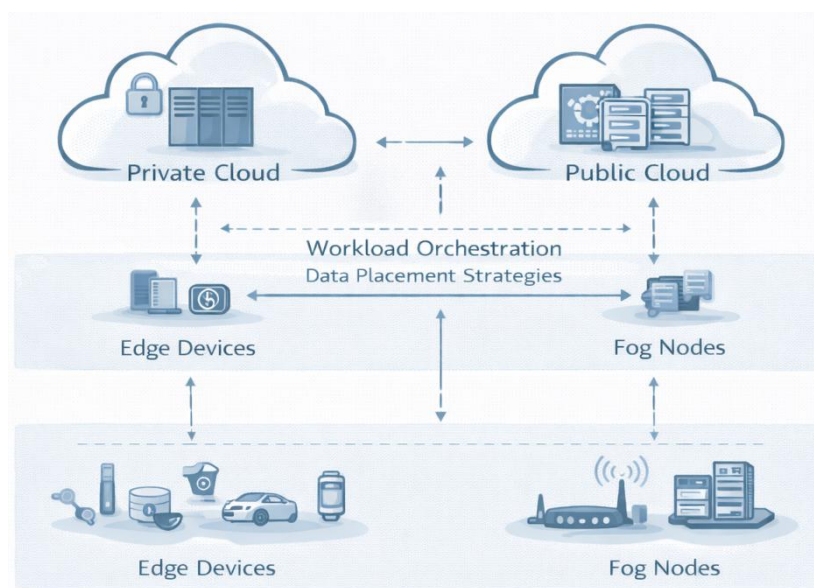 Private Cloud
Public Cloud
Workload Orchestration
Data Placement Strategies
Edge Devices
Fog Nodes
Edge Devices
Fog Nodes